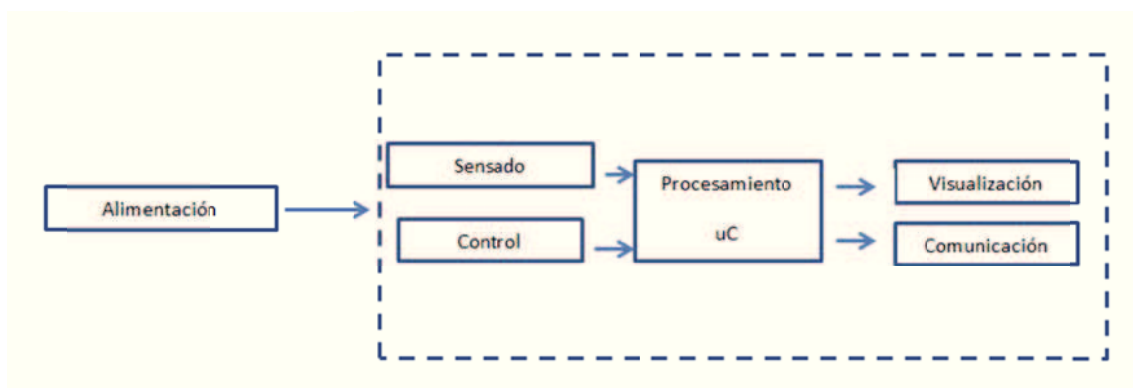 Alimentación
Sensado
Control
Procesamiento
uC
Visualización
Comunicación